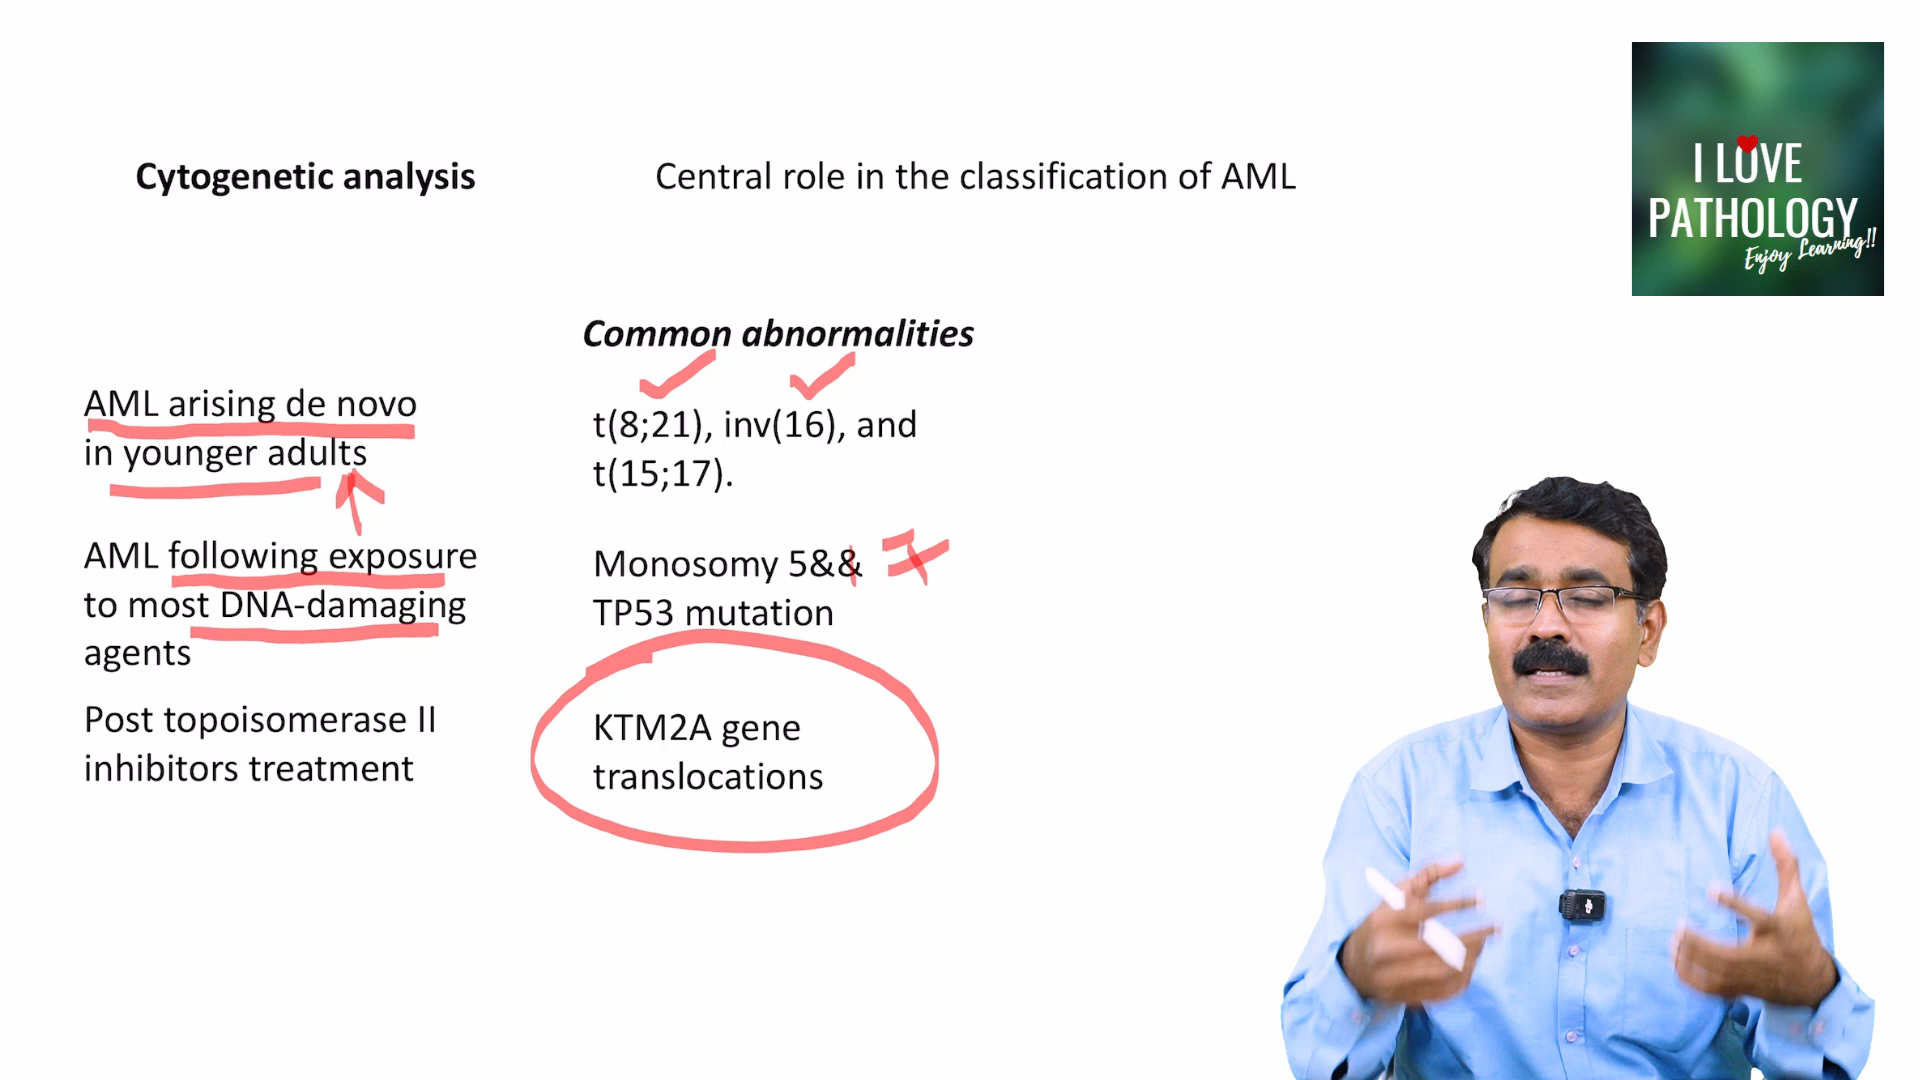 Cytogenetic analysis
Central role in the classification of AML
I LOVE
PATHOLOGY
Enjoy Learning!!
Common abnormalities
AML arising de novo
in younger adults
t(8;21), inv(16), and
t(15;17).
AML following exposure
to most DNA-damaging
agents
Monosomy 5&& 7
TP53 mutation
Post topoisomerase II
inhibitors treatment
KTM2A gene
translocations